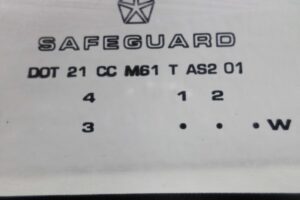 SAFEGUARD
DOT 21 CC M61 T AS2 01
4 1 2
3 • • • W